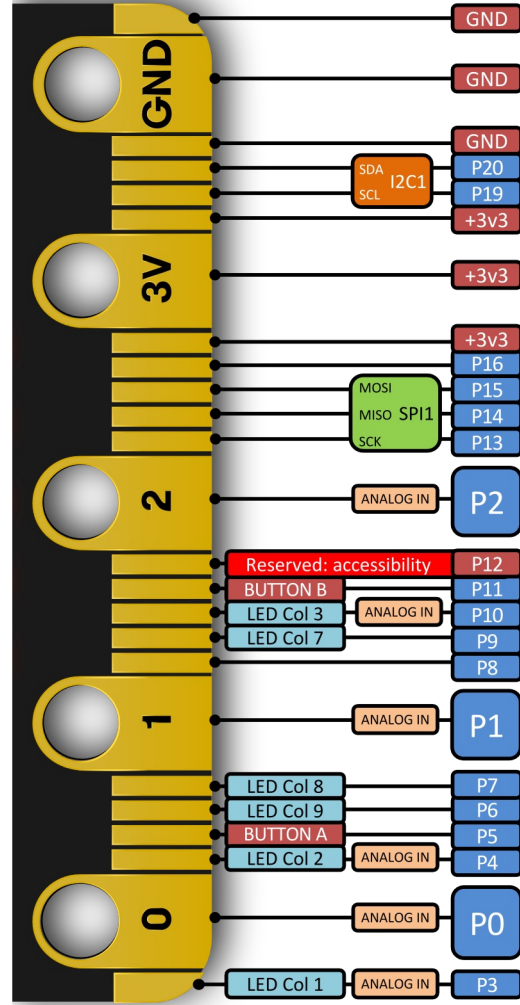 GND
GND
GND
GND
SDA I2C1 P20
SCL P19
+3v3
3V +3v3
+3v3
P16
MOSI P15
MISO SPI1 P14
SCK P13
2 ANALOG IN P2
Reserved: accessibility P12
BUTTON B P11
LED Col 3 ANALOG IN P10
LED Col 7 P9
P8
1 ANALOG IN P1
LED Col 8 P7
LED Col 9 P6
BUTTON A P5
LED Col 2 ANALOG IN P4
0 ANALOG IN P0
LED Col 1 ANALOG IN P3